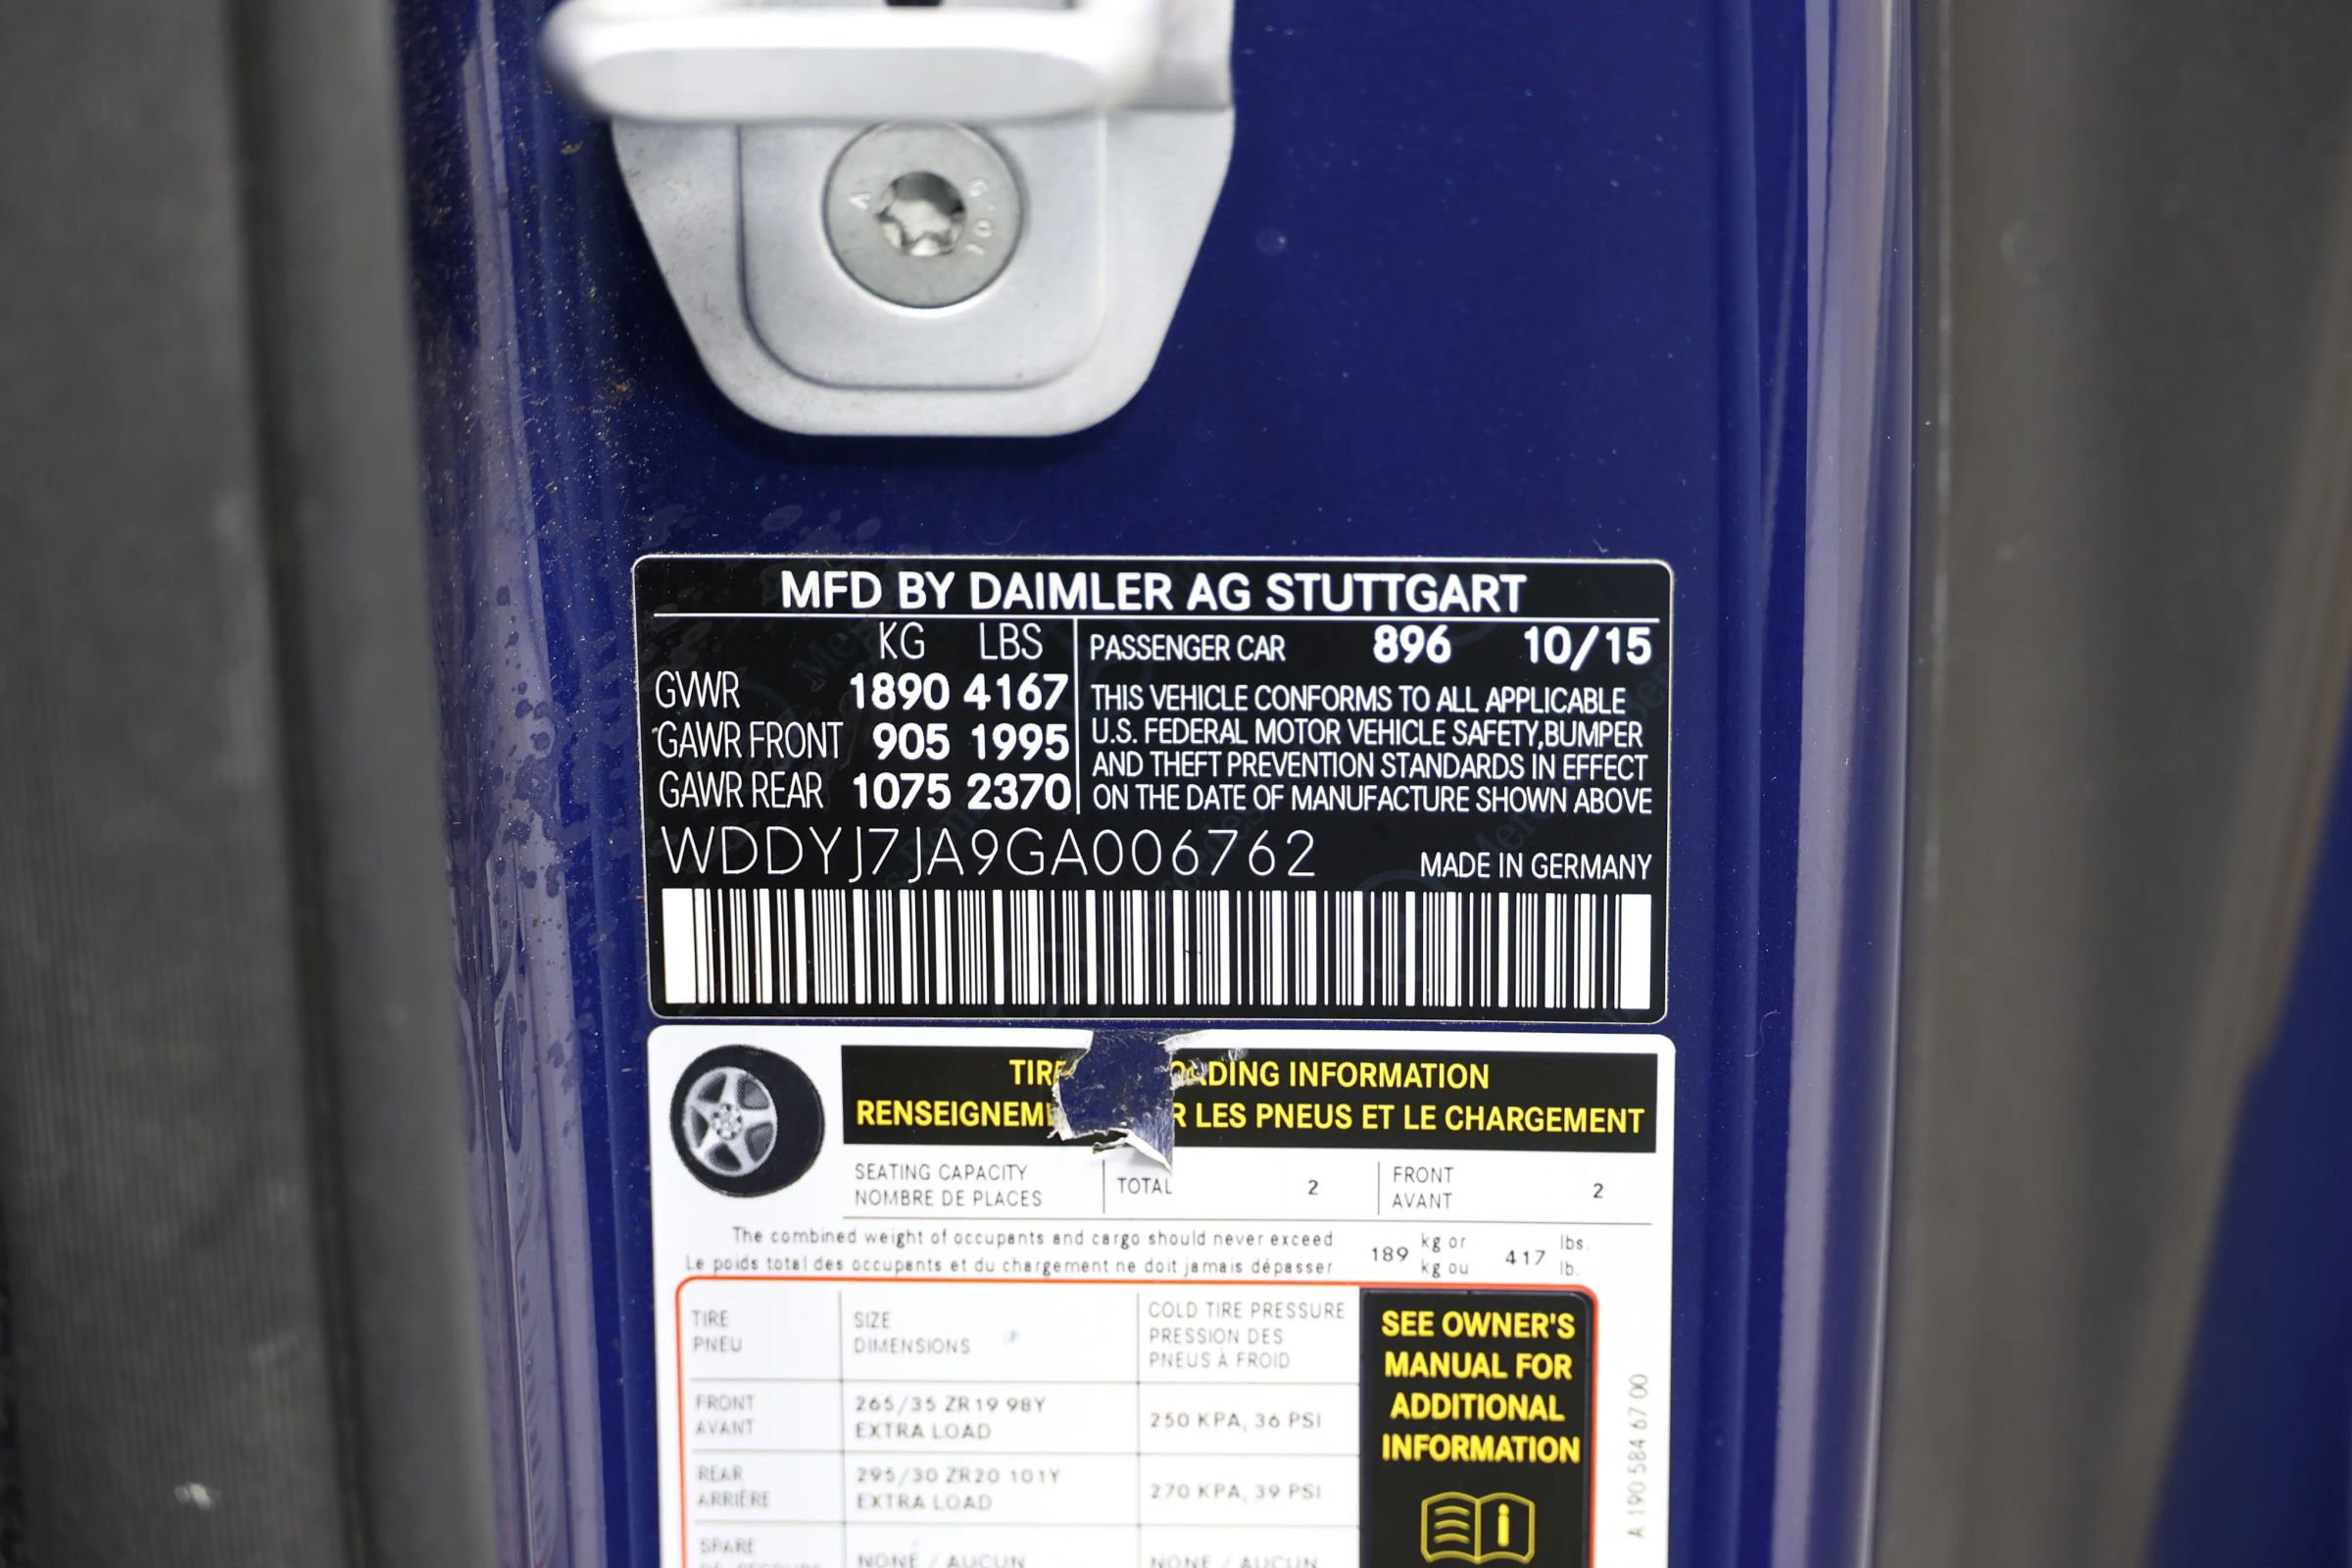 MFD BY DAIMLER AG STUTTGART
KG LBS
GVWR 1890 4167
GAWR FRONT 905 1995
GAWR REAR 1075 2370
PASSENGER CAR 896 10/15
THIS VEHICLE CONFORMS TO ALL APPLICABLE
U.S. FEDERAL MOTOR VEHICLE SAFETY,BUMPER
AND THEFT PREVENTION STANDARDS IN EFFECT
ON THE DATE OF MANUFACTURE SHOWN ABOVE
WDDYJ7JA9GA006762 MADE IN GERMANY
INFORMATION
LES PNEUS ET LE CHARGEMENT
SEATING CAPACITY
NOMBRE DE PLACES
TOTAL 2
FRONT
AVANT
2
The combined weight of occupants and cargo should never exceed
Le poids total des occupants et du chargement ne doit jamais dépasser
189 kg or 417 lbs.
kg ou lb.
TIRE
PNEU
SIZE
DIMENSIONS
COLD TIRE PRESSURE
PRESSION DES
PNEUS À FROID
FRONT
AVANT
265/35 ZR19 98Y
EXTRA LOAD
250 KPA, 36 PSI
REAR
ARRIÈRE
295/30 ZR20 101Y
EXTRA LOAD
270 KPA, 39 PSI
SPARE
NONE / AUCUN
NONE / AUCUN
SEE OWNER'S
MANUAL FOR
ADDITIONAL
INFORMATION
A 190 584 67 00